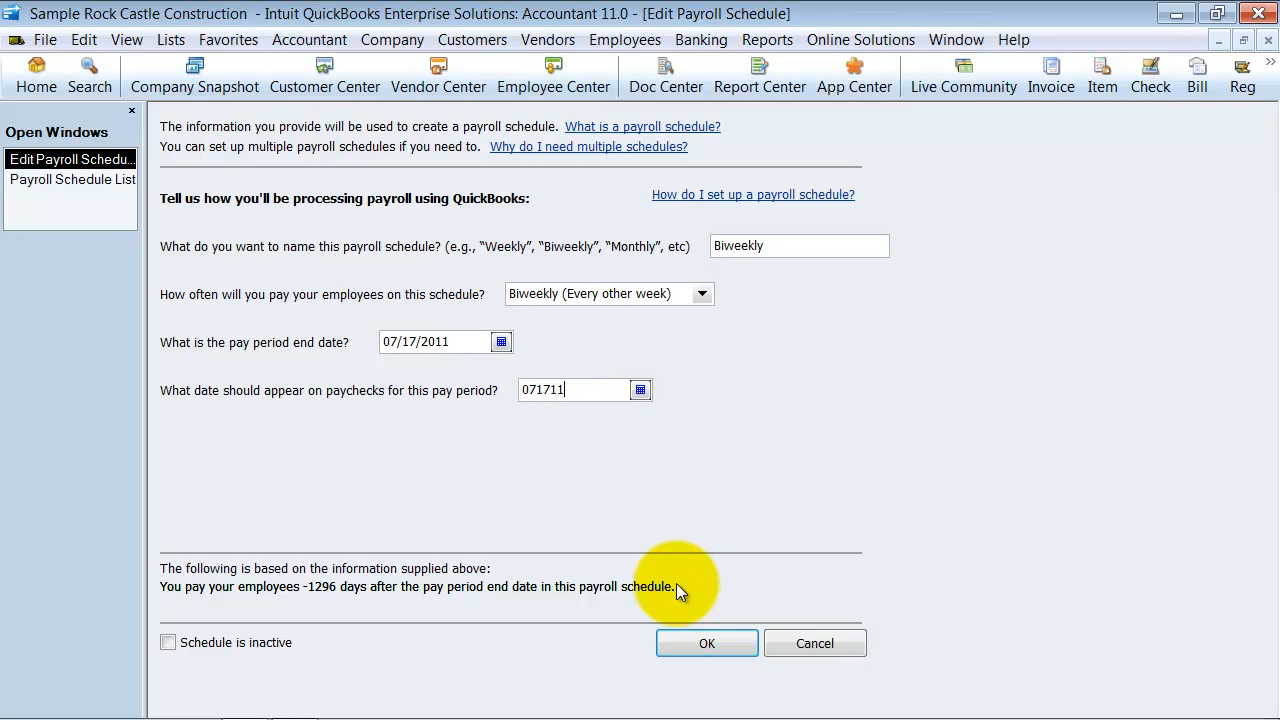 Sample Rock Castle Construction - Intuit QuickBooks Enterprise Solutions: Accountant 11.0 - [Edit Payroll Schedule]
File Edit View Lists Favorites Accountant Company Customers Vendors Employees Banking Reports Online Solutions Window Help
Home Search Company Snapshot Customer Center Vendor Center Employee Center Doc Center Report Center App Center Live Community Invoice Item Check Bill Reg
Open Windows
Edit Payroll Schedu...
Payroll Schedule List
The information you provide will be used to create a payroll schedule. What is a payroll schedule?
You can set up multiple payroll schedules if you need to. Why do I need multiple schedules?
Tell us how you'll be processing payroll using QuickBooks: How do I set up a payroll schedule?
What do you want to name this payroll schedule? (e.g., “Weekly”, “Biweekly”, “Monthly”, etc) Biweekly
How often will you pay your employees on this schedule? Biweekly (Every other week)
What is the pay period end date? 07/17/2011
What date should appear on paychecks for this pay period? 071711
The following is based on the information supplied above:
You pay your employees -1296 days after the pay period end date in this payroll schedule.
Schedule is inactive OK Cancel